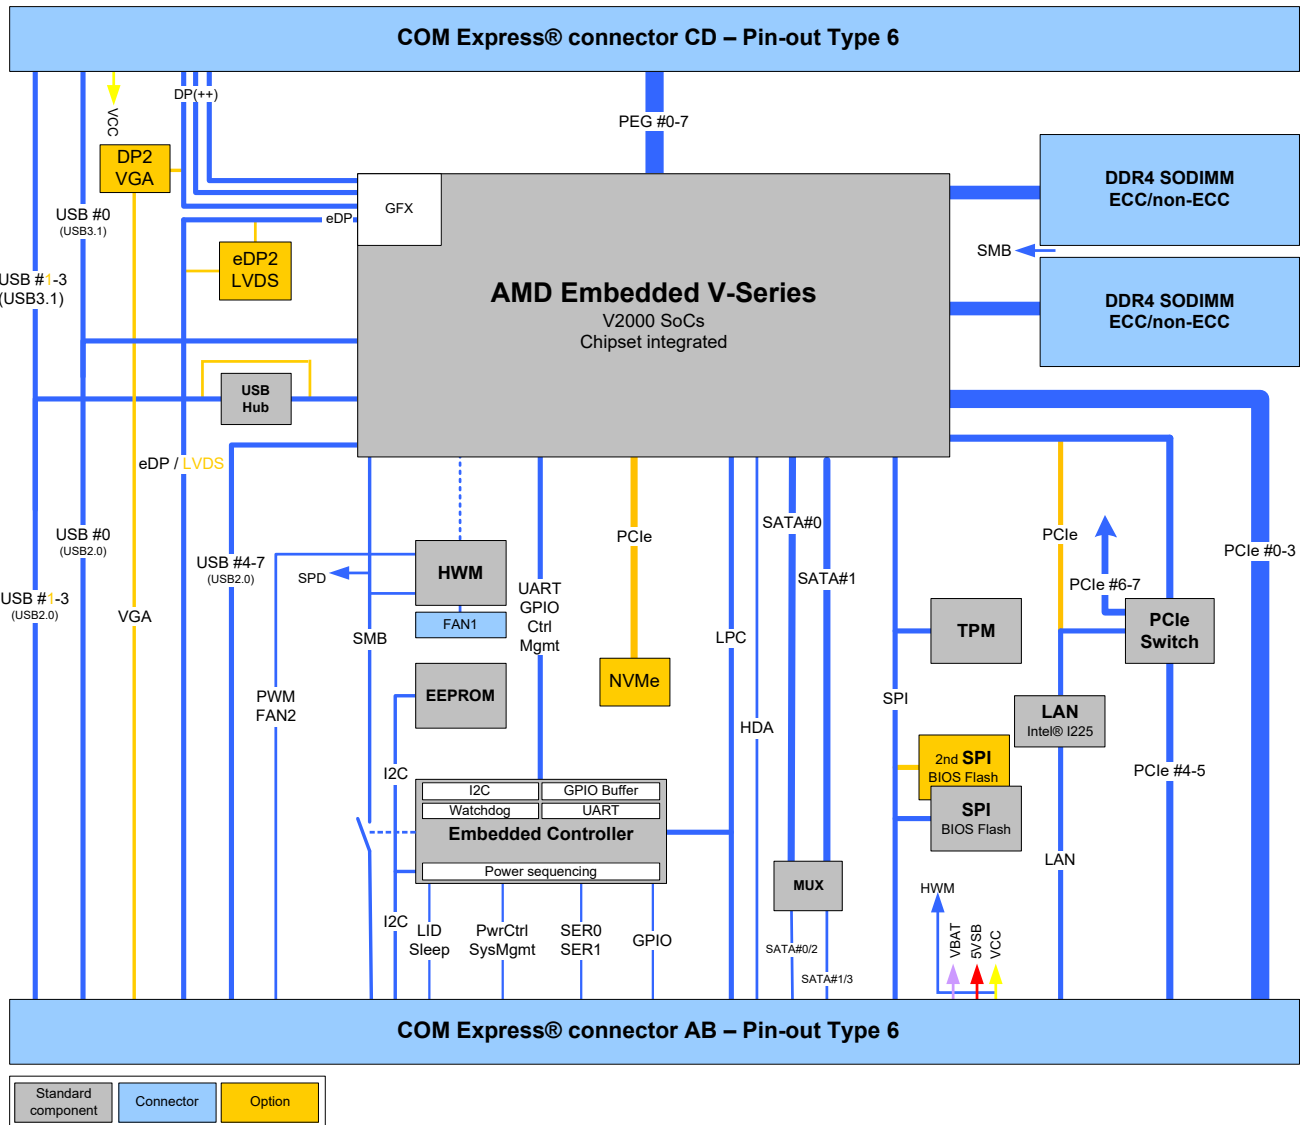 COM Express® connector CD – Pin-out Type 6
DP(++)
VCC
PEG #0-7
DP2
VGA
DDR4 SODIMM
ECC/non-ECC
GFX
USB #0
(USB3.1)
eDP
SMB
eDP2
LVDS
USB #1-3
(USB3.1)
AMD Embedded V-Series
V2000 SoCs
Chipset integrated
DDR4 SODIMM
ECC/non-ECC
USB
Hub
eDP / LVDS
SATA#0
USB #0
(USB2.0)
PCIe
PCIe
PCIe #0-3
USB #4-7
(USB2.0)
SPD
HWM
SATA#1
PCIe #6-7
USB #1-3
(USB2.0)
UART
GPIO
Ctrl
Mgmt
VGA
FAN1
SMB
LPC
TPM
PCIe
Switch
NVMe
EEPROM
PWM
FAN2
SPI
HDA
LAN
Intel® I225
I2C
2nd SPI
BIOS Flash
PCIe #4-5
I2C
GPIO Buffer
Watchdog
UART
Embedded Controller
SPI
BIOS Flash
Power sequencing
MUX
LAN
HWM
I2C
LID
Sleep
PwrCtrl
SysMgmt
SER0
SER1
GPIO
SATA#0/2
SATA#1/3
VBAT
5VSB
VCC
COM Express® connector AB – Pin-out Type 6
Standard
component
Connector
Option